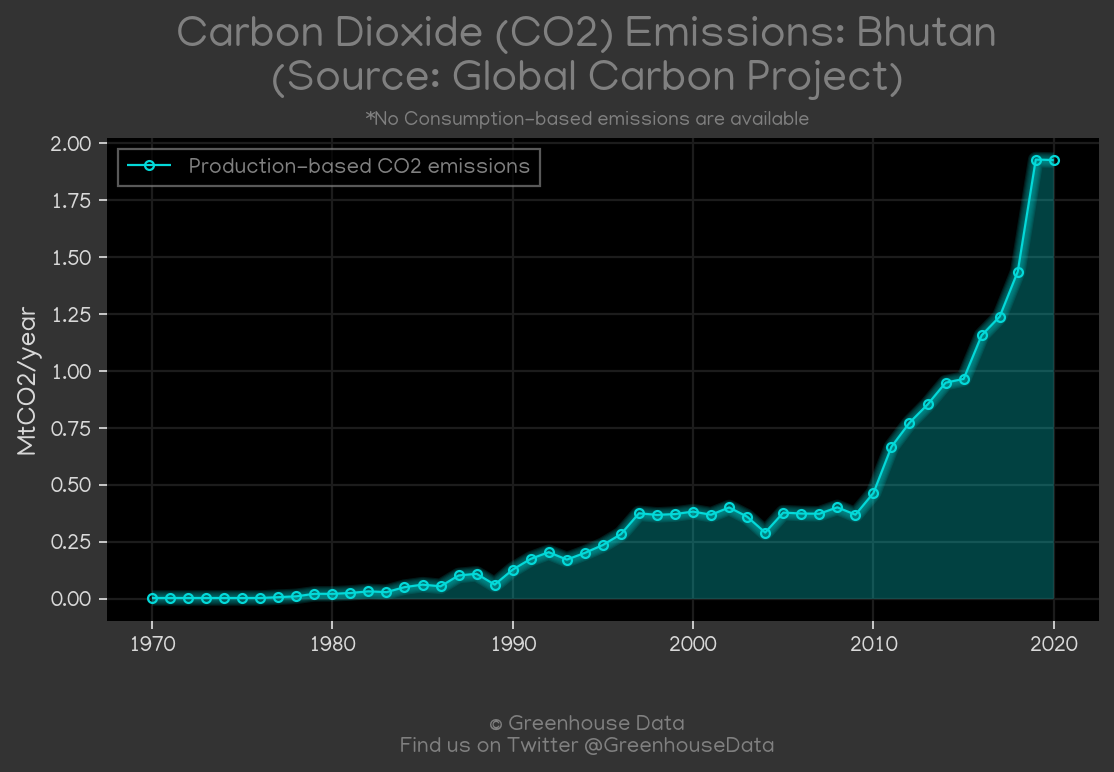 Carbon Dioxide (CO2) Emissions: Bhutan
(Source: Global Carbon Project)
*No Consumption-based emissions are available
Production-based CO2 emissions
MtCO2/year
2.00
1.75
1.50
1.25
1.00
0.75
0.50
0.25
0.00
1970 1980 1990 2000 2010 2020
© Greenhouse Data
Find us on Twitter @GreenhouseData